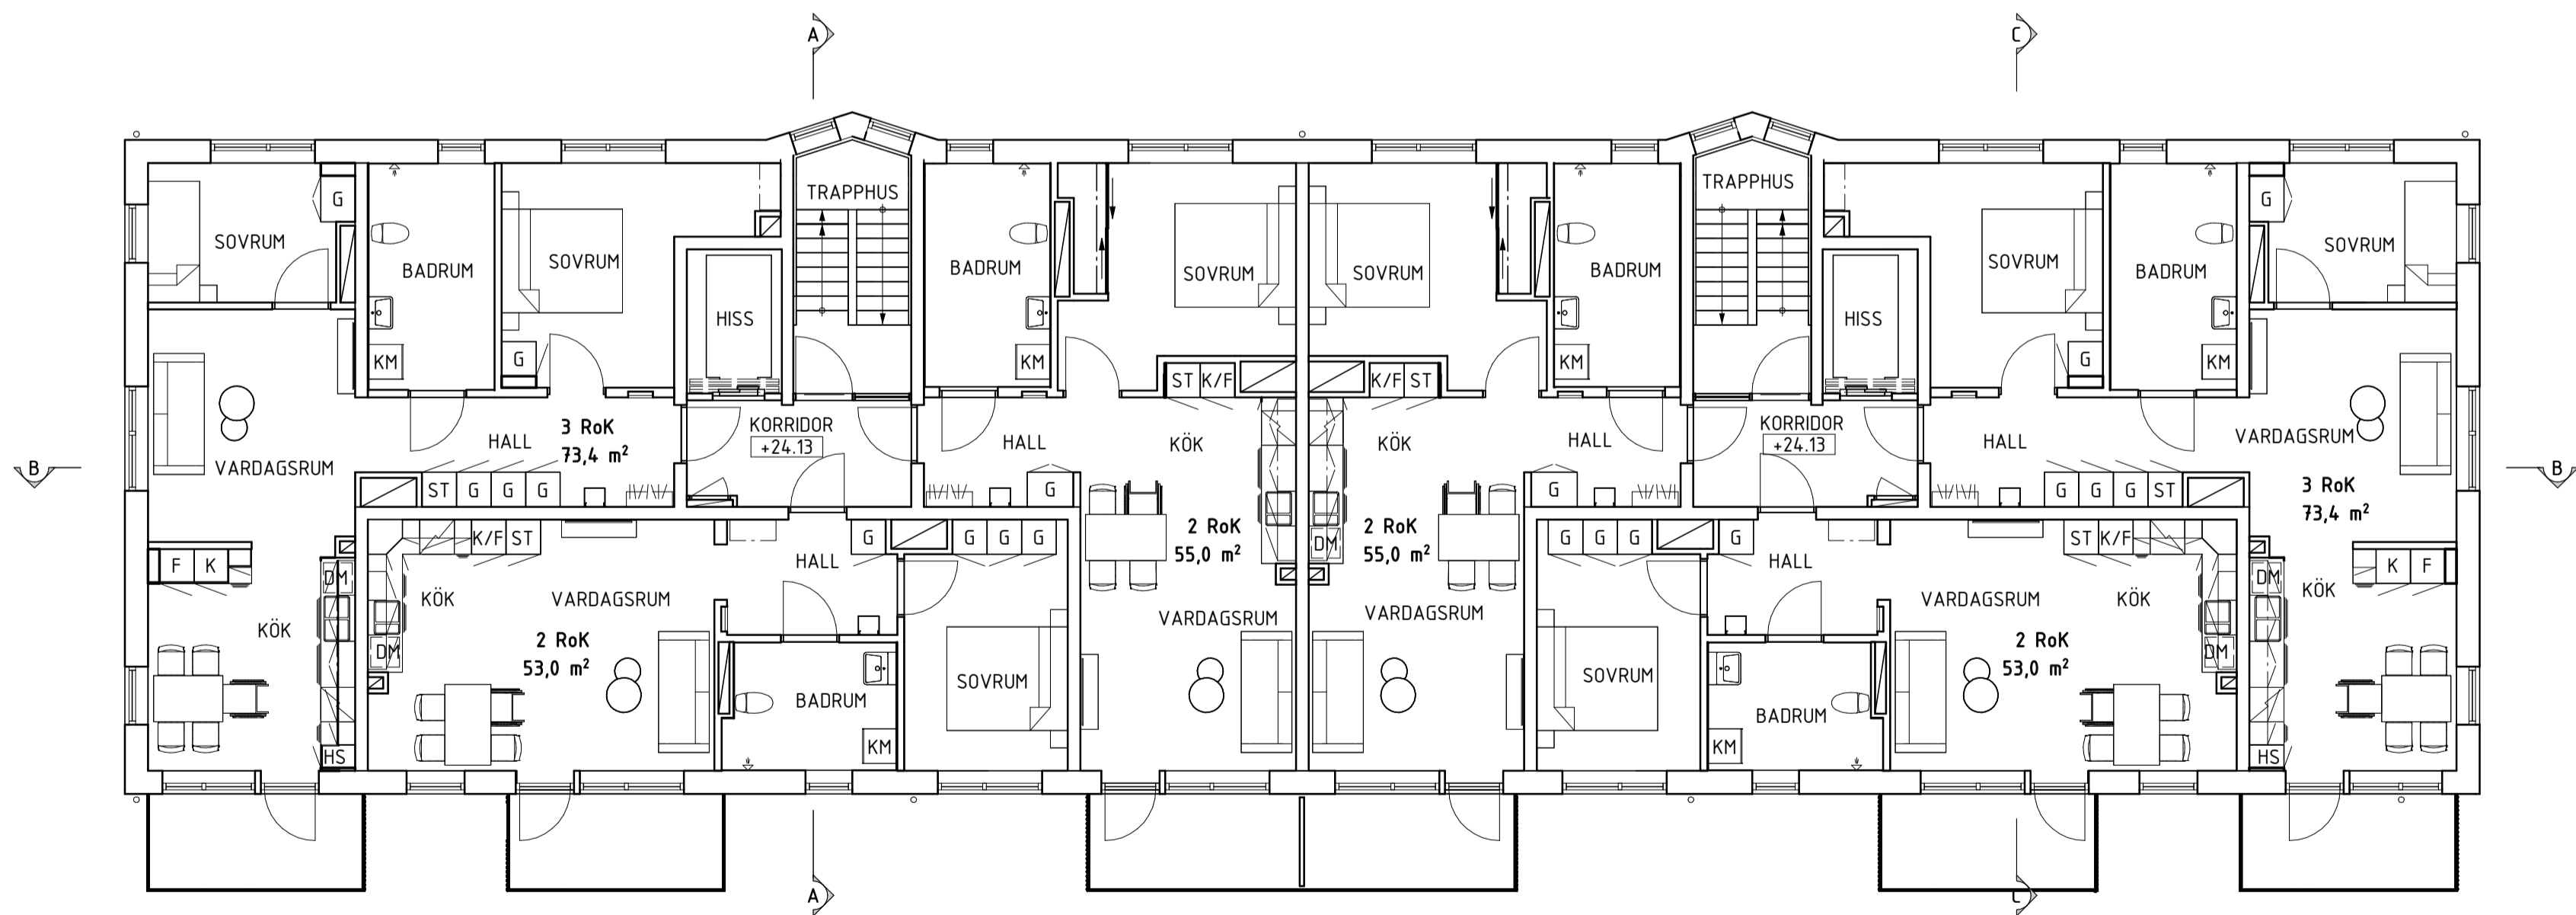 A
C
TRAPPHUS
TRAPPHUS
G
G
SOVRUM
BADRUM
SOVRUM
BADRUM
SOVRUM
SOVRUM
BADRUM
SOVRUM
BADRUM
SOVRUM
HISS
HISS
KM
G
KM
ST
K/F
K/F
ST
KM
G
KM
3 RoK
73,4 m²
HALL
KORRIDOR
+24.13
HALL
KÖK
KÖK
HALL
KORRIDOR
+24.13
HALL
VARDAGSRUM
B
VARDAGSRUM
B
ST
G
G
G
G
G
G
G
G
ST
3 RoK
73,4 m²
2 RoK
55,0 m²
2 RoK
55,0 m²
K/F
ST
G
G
G
G
DM
G
G
G
G
ST
K/F
F
K
DM
HALL
HALL
DM
K
F
KÖK
VARDAGSRUM
VARDAGSRUM
KÖK
KÖK
KÖK
VARDAGSRUM
VARDAGSRUM
2 RoK
53,0 m²
2 RoK
53,0 m²
DM
DM
SOVRUM
SOVRUM
BADRUM
BADRUM
HS
KM
KM
HS
A
C